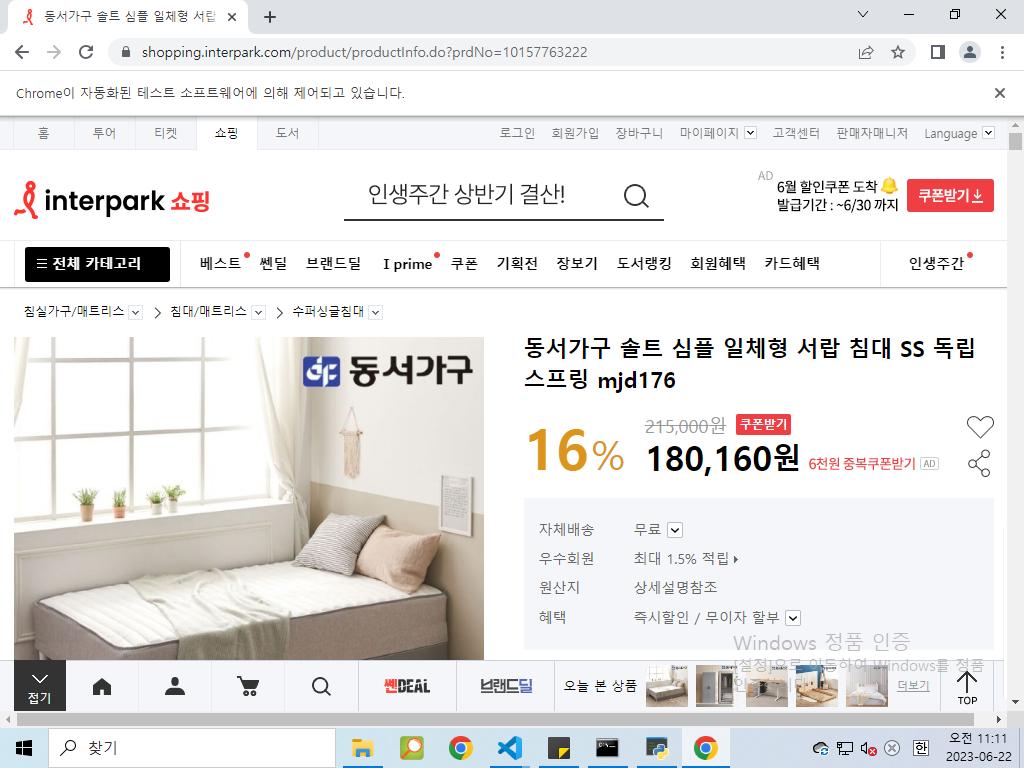 동서가구 솔트 심플 일체형 서랍
shopping.interpark.com/product/productInfo.do?prdNo=10157763222
Chrome이 자동화된 테스트 소프트웨어에 의해 제어되고 있습니다.
홈 투어 티켓 쇼핑 도서 로그인 회원가입 장바구니 마이페이지 고객센터 판매자매니저 Language
interpark 쇼핑
인생주간 상반기 결산!
AD
6월 할인쿠폰 도착
발급기간 : ~6/30 까지
쿠폰받기
전체 카테고리 베스트 쎈딜 브랜드딜 I prime 쿠폰 기획전 장보기 도서랭킹 회원혜택 카드혜택 인생주간
침실가구/매트리스 침대/매트리스 수퍼싱글침대
동서가구
동서가구 솔트 심플 일체형 서랍 침대 SS 독립
스프링 mjd176
16%
215,000원 쿠폰받기
180,160원 6천원 중복쿠폰받기 AD
자체배송 무료
우수회원 최대 1.5% 적립
원산지 상세설명참조
혜택 즉시할인 / 무이자 할부
Windows 정품 인증
[설정]으로 이동하여 Windows를 정품
접기
쎈DEAL
브랜드딜
오늘 본 상품
더보기
TOP
찾기
한
오전 11:11
2023-06-22